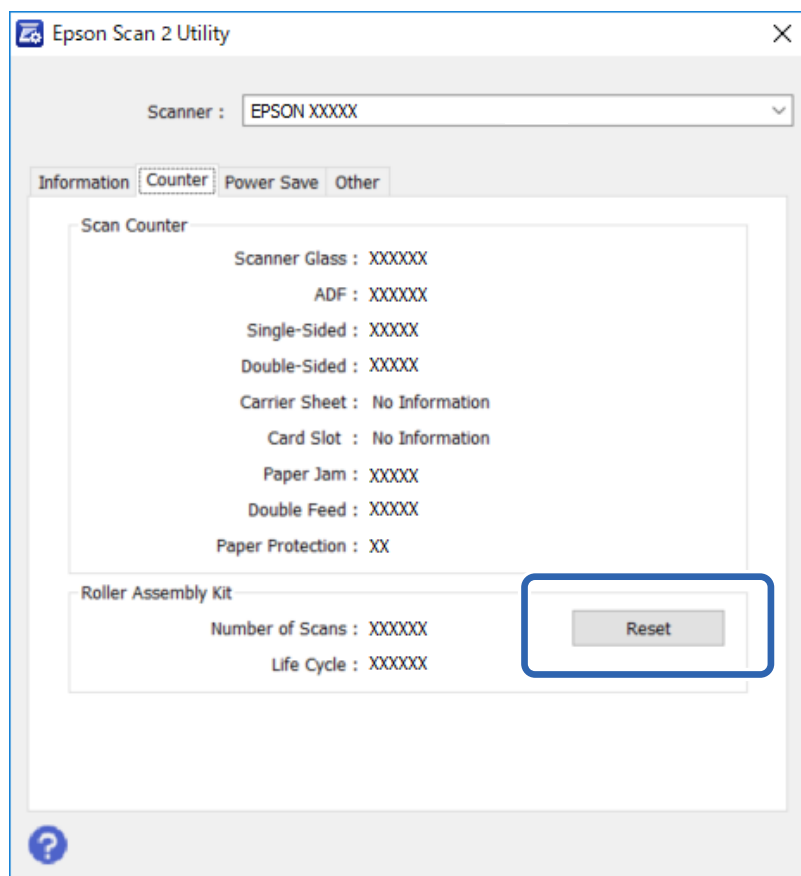 Epson Scan 2 Utility
Scanner : EPSON XXXXX
Information Counter Power Save Other
Scan Counter
Scanner Glass : XXXXXX
ADF : XXXXXX
Single-Sided : XXXXX
Double-Sided : XXXXX
Carrier Sheet : No Information
Card Slot : No Information
Paper Jam : XXXXX
Double Feed : XXXXX
Paper Protection : XX
Roller Assembly Kit
Number of Scans : XXXXXX Reset
Life Cycle : XXXXXX
?